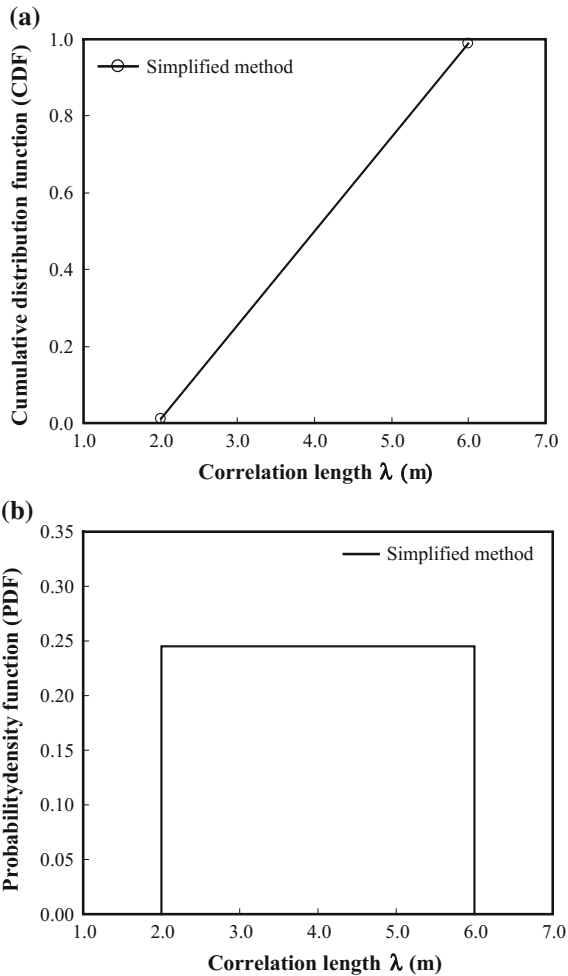 (a)
1.0
Simplified method
0.8
0.6
0.4
0.2
0.0
Cumulative distribution function (CDF)
1.0 2.0 3.0 4.0 5.0 6.0 7.0
Correlation length λ (m)
(b)
0.35
Simplified method
0.30
0.25
0.20
0.15
0.10
0.05
0.00
Probabilitydensity function (PDF)
1.0 2.0 3.0 4.0 5.0 6.0 7.0
Correlation length λ (m)